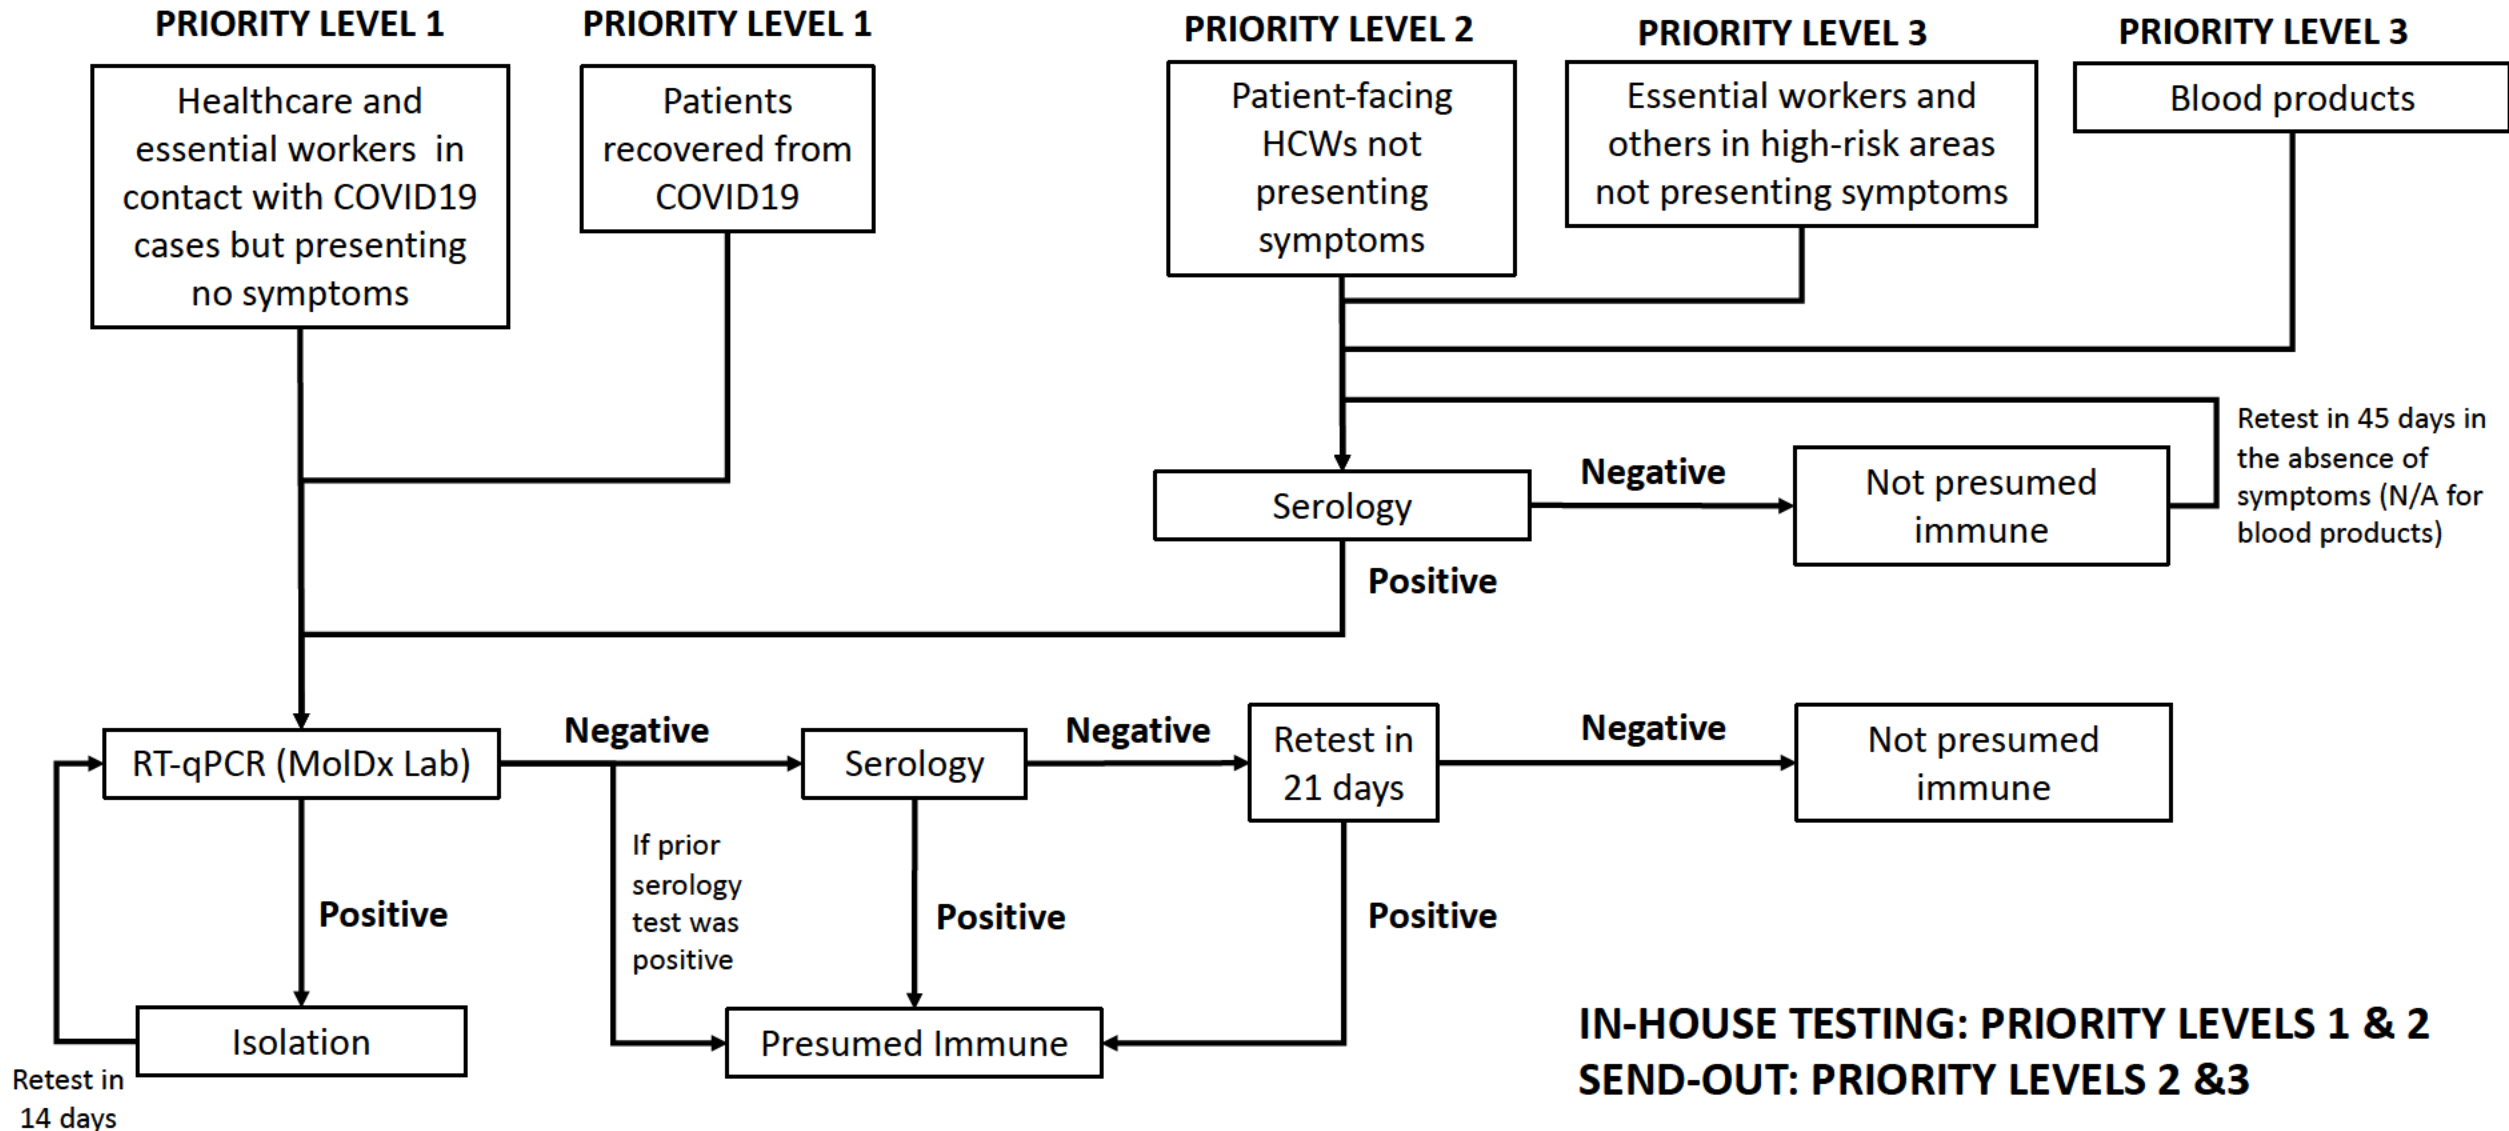 PRIORITY LEVEL 1
Healthcare and
essential workers in
contact with COVID19
cases but presenting
no symptoms
PRIORITY LEVEL 1
Patients
recovered from
COVID19
PRIORITY LEVEL 2
Patient-facing
HCWs not
presenting
symptoms
PRIORITY LEVEL 3
Essential workers and
others in high-risk areas
not presenting symptoms
PRIORITY LEVEL 3
Blood products
Serology
Negative
Not presumed
immune
Retest in 45 days in
the absence of
symptoms (N/A for
blood products)
Positive
RT-qPCR (MolDx Lab)
Negative
Serology
Negative
Retest in
21 days
Negative
Not presumed
immune
Positive
If prior
serology
test was
positive
Positive
Positive
Isolation
Retest in
14 days
Presumed Immune
IN-HOUSE TESTING: PRIORITY LEVELS 1 & 2
SEND-OUT: PRIORITY LEVELS 2 &3